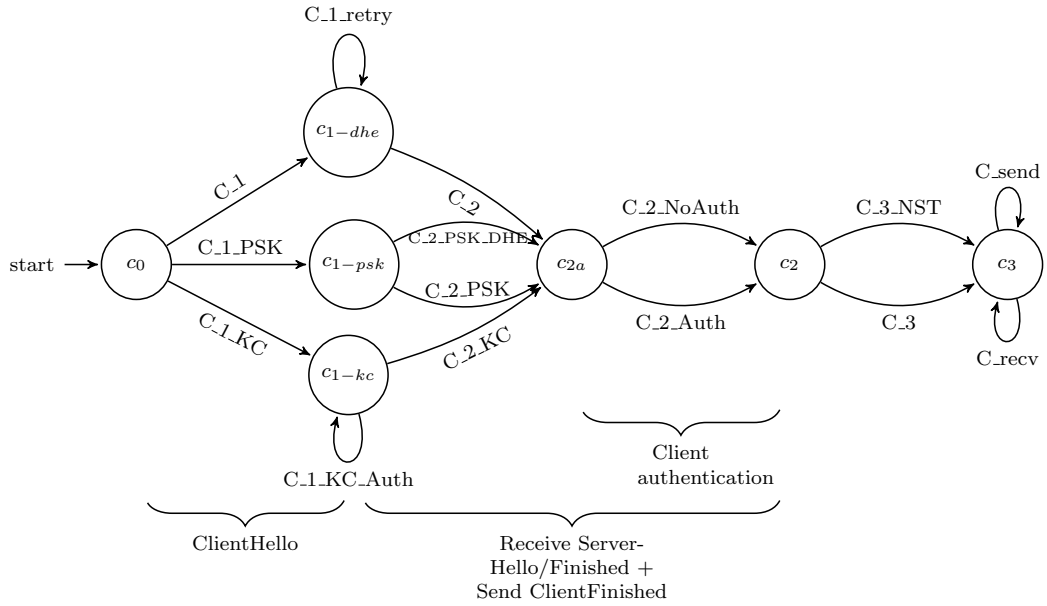 C_1_retry
c1−dhe
C_1
C_2
C_send
C_2_NoAuth
C_3_NST
C_1_PSK
C_2_PSK_DHE
start
c0
c1−psk
c2a
c2
c3
C_2_PSK
C_1_KC
C_2_KC
C_2_Auth
C_3
C_recv
c1−kc
Client
authentication
C_1_KC_Auth
ClientHello
Receive Server-
Hello/Finished +
Send ClientFinished